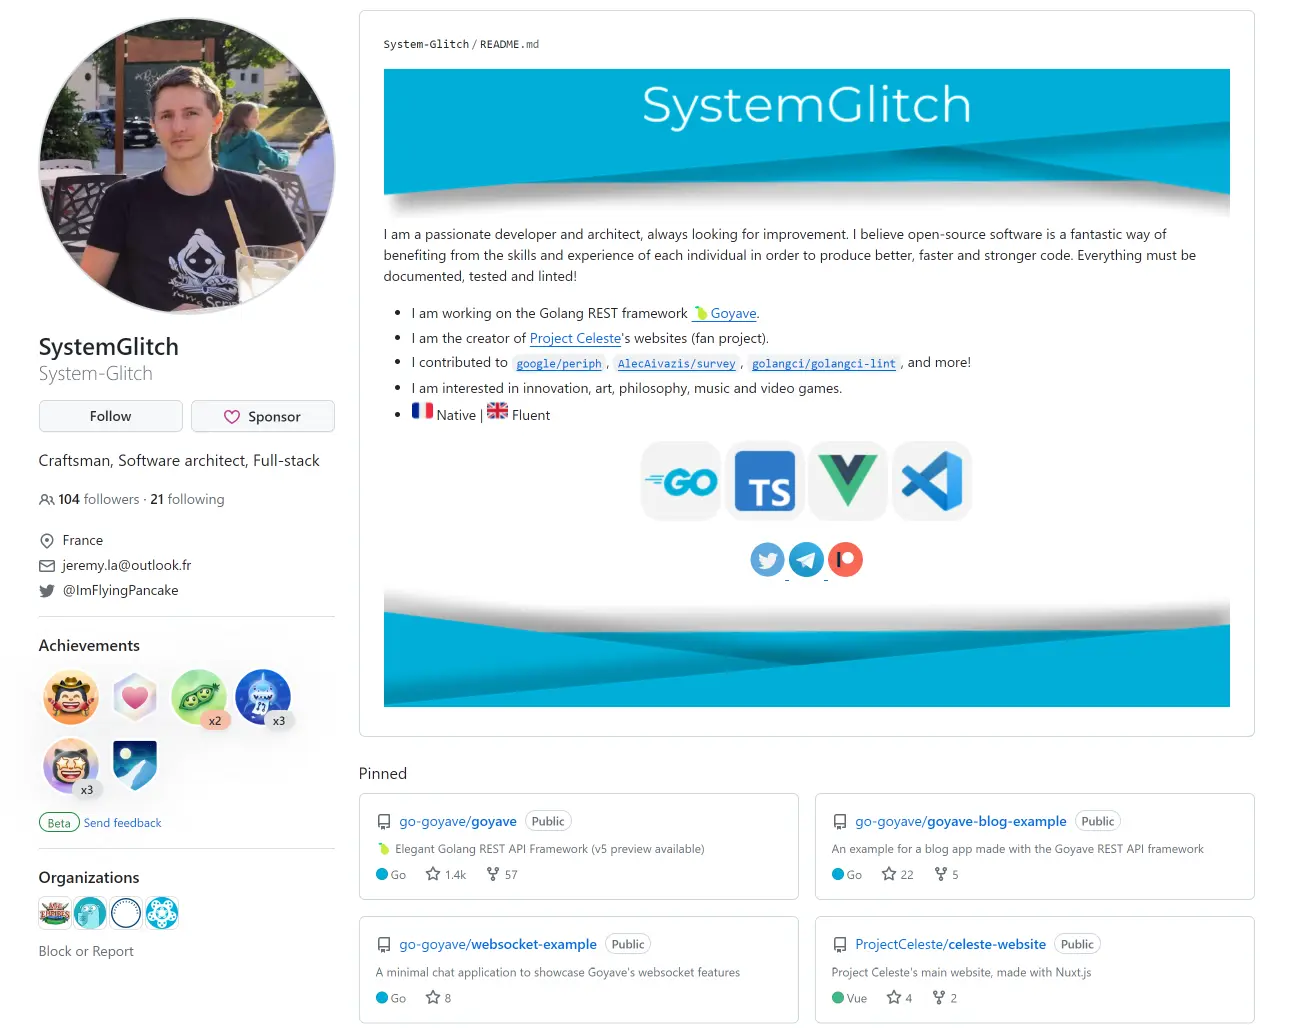 System-Glitch / README.md
SystemGlitch
I am a passionate developer and architect, always looking for improvement. I believe open-source software is a fantastic way of
benefiting from the skills and experience of each individual in order to produce better, faster and stronger code. Everything must be
documented, tested and linted!
I am working on the Golang REST framework Goyave.
I am the creator of Project Celeste's websites (fan project).
I contributed to google/periph, AlecAivazis/survey, golangci/golangci-lint, and more!
I am interested in innovation, art, philosophy, music and video games.
Native | Fluent
GO
TS
SystemGlitch
System-Glitch
Follow
Sponsor
Craftsman, Software architect, Full-stack
104 followers · 21 following
France
jeremy.la@outlook.fr
@ImFlyingPancake
Achievements
x2
x3
x3
Beta Send feedback
Organizations
Block or Report
Pinned
go-goyave/goyave Public
Elegant Golang REST API Framework (v5 preview available)
Go 1.4k 57
go-goyave/goyave-blog-example Public
An example for a blog app made with the Goyave REST API framework
Go 22 5
go-goyave/websocket-example Public
A minimal chat application to showcase Goyave's websocket features
Go 8
ProjectCeleste/celeste-website Public
Project Celeste's main website, made with Nuxt.js
Vue 4 2